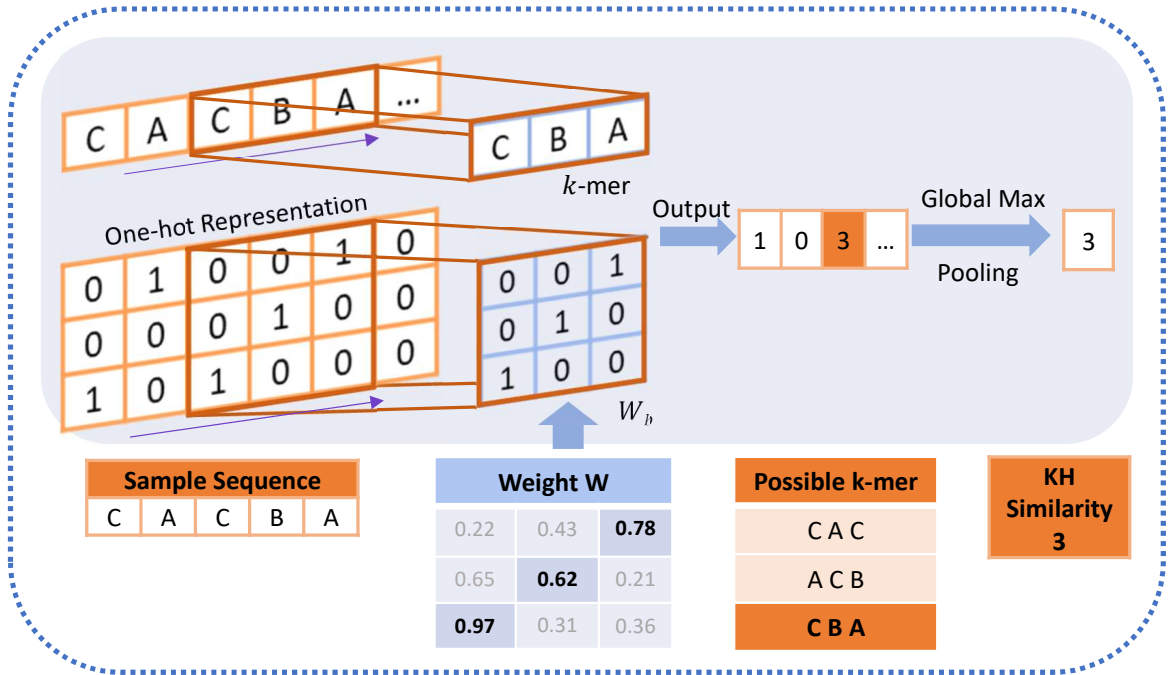 C A C B A ...
C B A
k-mer
One-hot Representation
0 1 0 0 1 0
0 0 0 1 0 0
1 0 1 0 0 0
0 0 1
0 1 0
1 0 0
W_b
Output
1 0 3 ...
Global Max
Pooling
3
Sample Sequence
C A C B A
Weight W
0.22 0.43 0.78
0.65 0.62 0.21
0.97 0.31 0.36
Possible k-mer
C A C
A C B
C B A
KH
Similarity
3